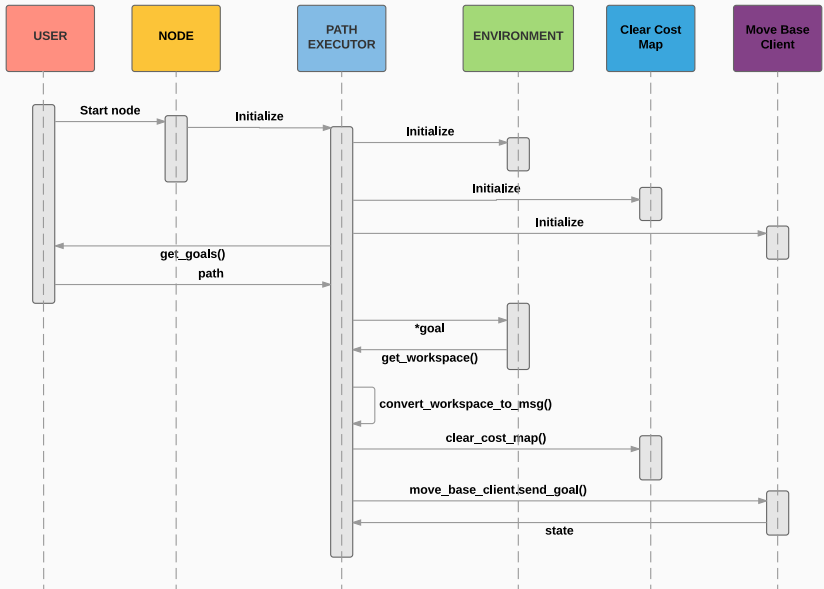 USER
NODE
PATH
EXECUTOR
ENVIRONMENT
Clear Cost
Map
Move Base
Client
Start node
Initialize
Initialize
Initialize
Initialize
get_goals()
path
*goal
get_workspace()
convert_workspace_to_msg()
clear_cost_map()
move_base_client.send_goal()
state